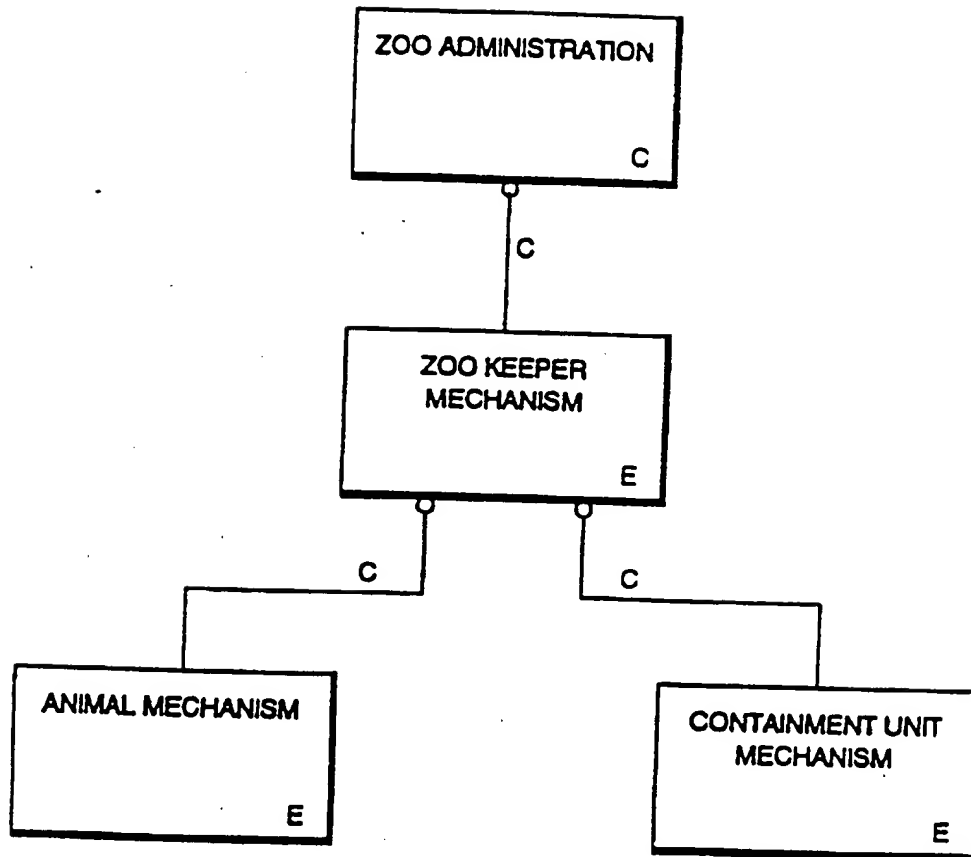 ZOO ADMINISTRATION
C
C
ZOO KEEPER
MECHANISM
E
C
C
ANIMAL MECHANISM
E
CONTAINMENT UNIT
MECHANISM
E